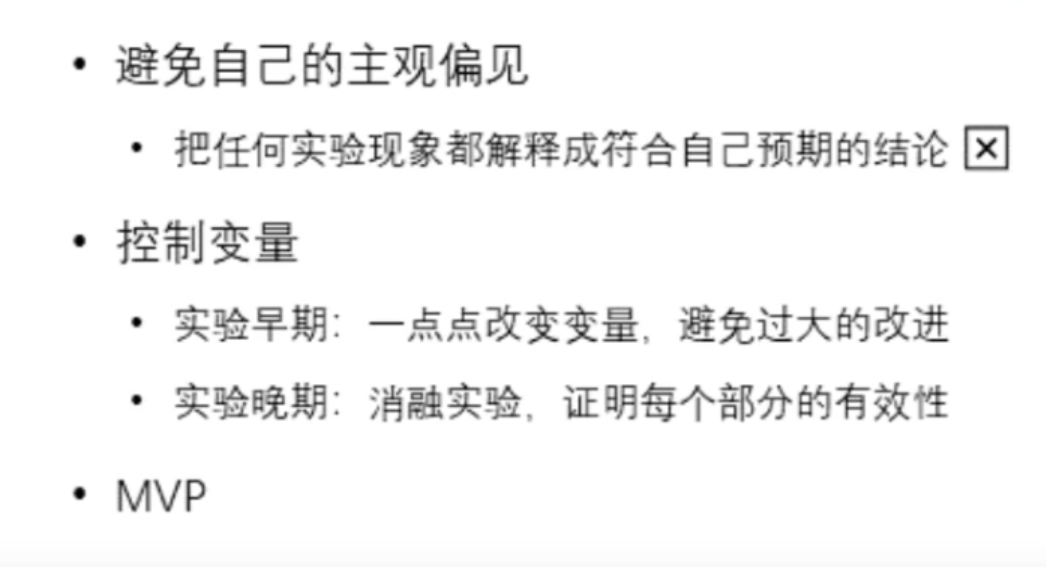 • 避免自己的主观偏见
• 把任何实验现象都解释成符合自己预期的结论 ☒
• 控制变量
• 实验早期：一点点改变变量，避免过大的改进
• 实验晚期：消融实验，证明每个部分的有效性
• MVP